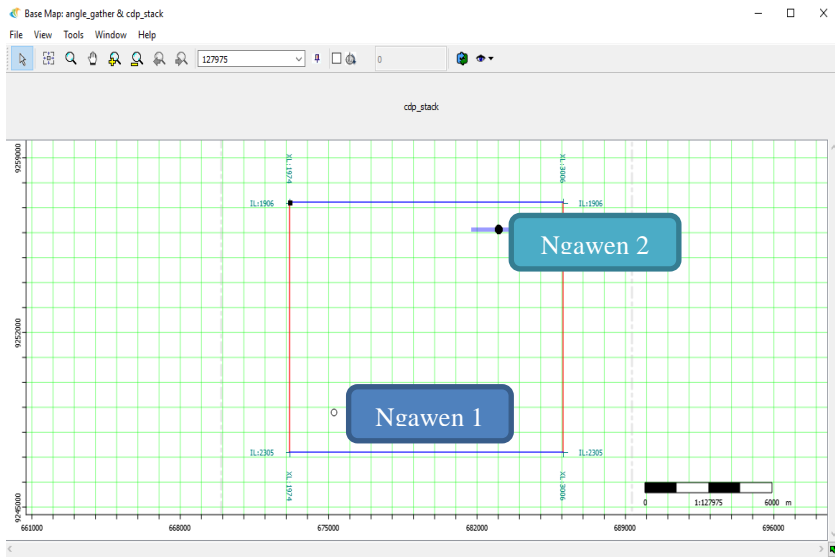 Base Map: angle_gather & cdp_stack
File View Tools Window Help
127975 0
cdp_stack
9259000
XL:1974 XL:3006
IL:1906 IL:1906
Ngawen 2
9252000
Ngawen 1
IL:2305 IL:2305
XL:1974 XL:3006
9245000
0 1:127975 6000 m
661000 668000 675000 682000 689000 696000